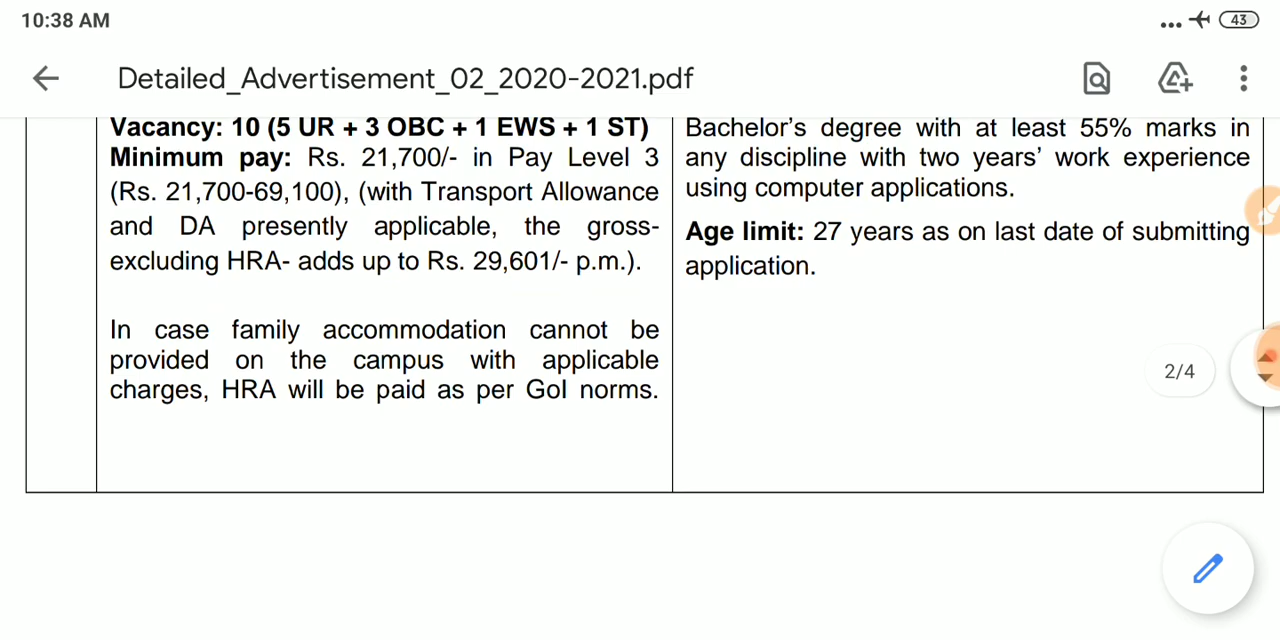 10:38 AM
43
Detailed_Advertisement_02_2020-2021.pdf
Vacancy: 10 (5 UR + 3 OBC + 1 EWS + 1 ST)
Minimum pay: Rs. 21,700/- in Pay Level 3
(Rs. 21,700-69,100), (with Transport Allowance
and DA presently applicable, the gross-
excluding HRA- adds up to Rs. 29,601/- p.m.).
In case family accommodation cannot be
provided on the campus with applicable
charges, HRA will be paid as per GoI norms.
Bachelor's degree with at least 55% marks in
any discipline with two years' work experience
using computer applications.
Age limit: 27 years as on last date of submitting
application.
2/4